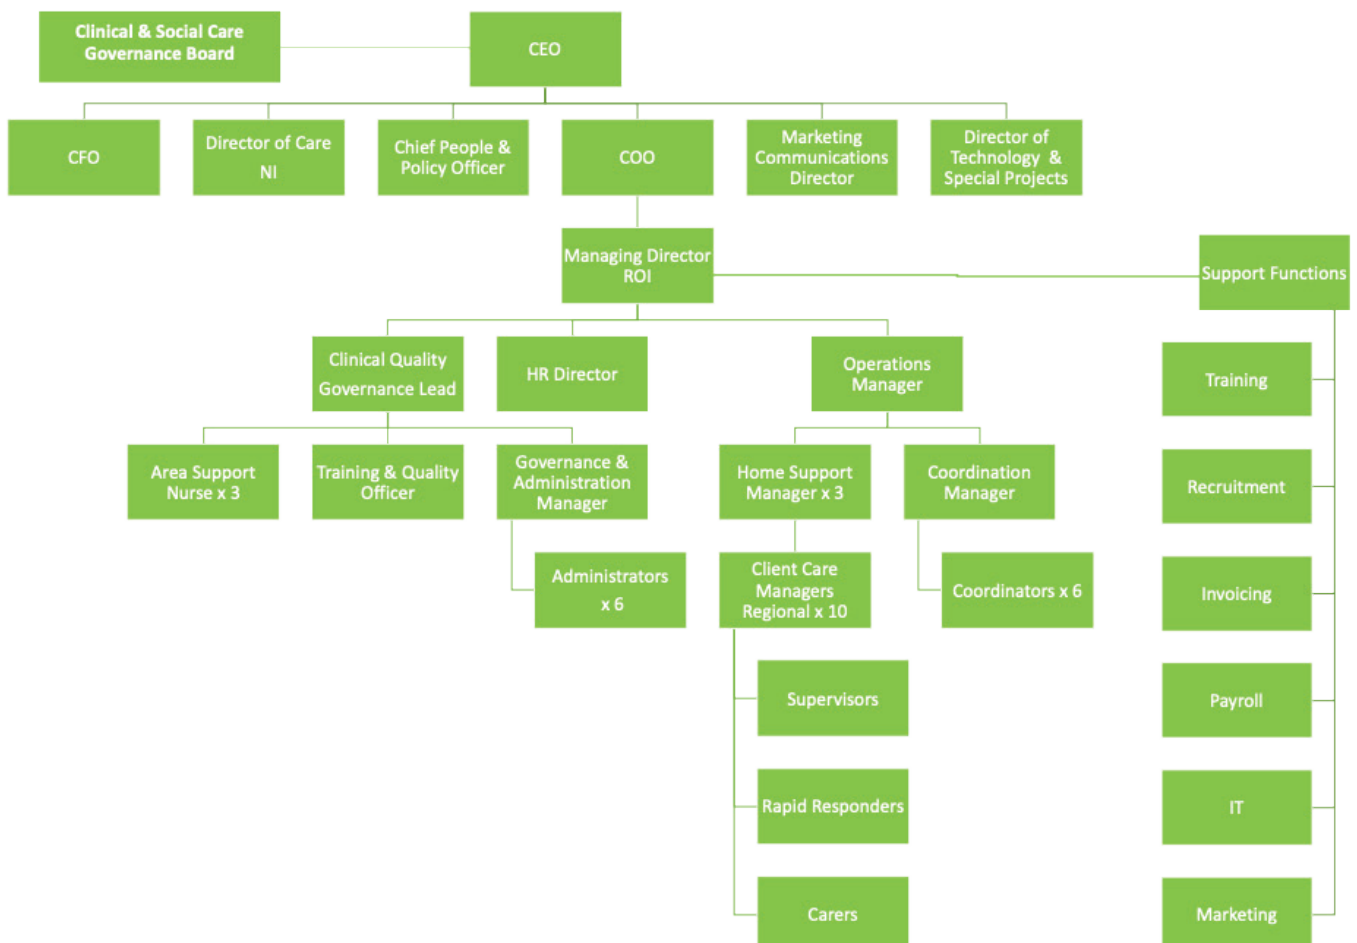 Clinical & Social Care
Governance Board
CEO
CFO
Director of Care
NI
Chief People &
Policy Officer
COO
Marketing
Communications
Director
Director of
Technology &
Special Projects
Managing Director
ROI
Support Functions
Clinical Quality
Governance Lead
HR Director
Operations
Manager
Training
Area Support
Nurse x 3
Training & Quality
Officer
Governance &
Administration
Manager
Home Support
Manager x 3
Coordination
Manager
Recruitment
Administrators
x 6
Client Care
Managers
Regional x 10
Coordinators x 6
Invoicing
Supervisors
Payroll
Rapid Responders
IT
Carers
Marketing